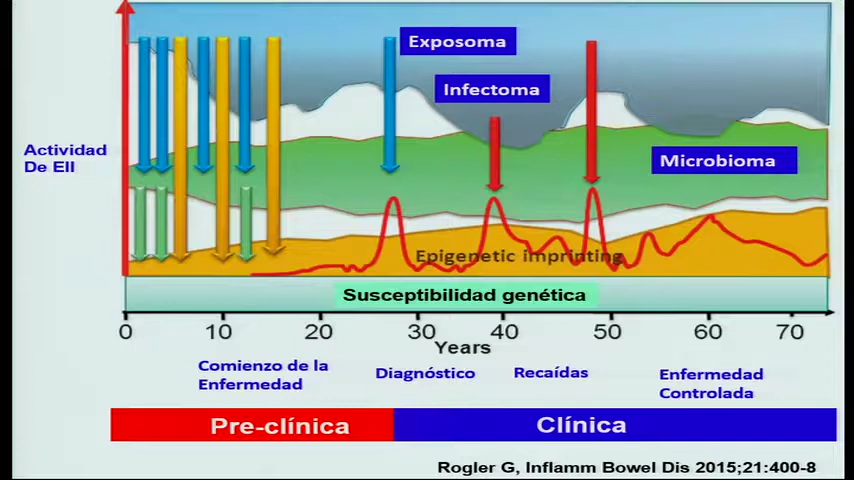 Exposoma
Infectoma
Actividad
De EII
Microbioma
Epigenetic imprinting
Susceptibilidad genética
0 10 20 30 40 50 60 70
Years
Comienzo de la
Enfermedad
Diagnóstico
Recaídas
Enfermedad
Controlada
Pre-clínica
Clínica
Rogler G, Inflamm Bowel Dis 2015;21:400-8